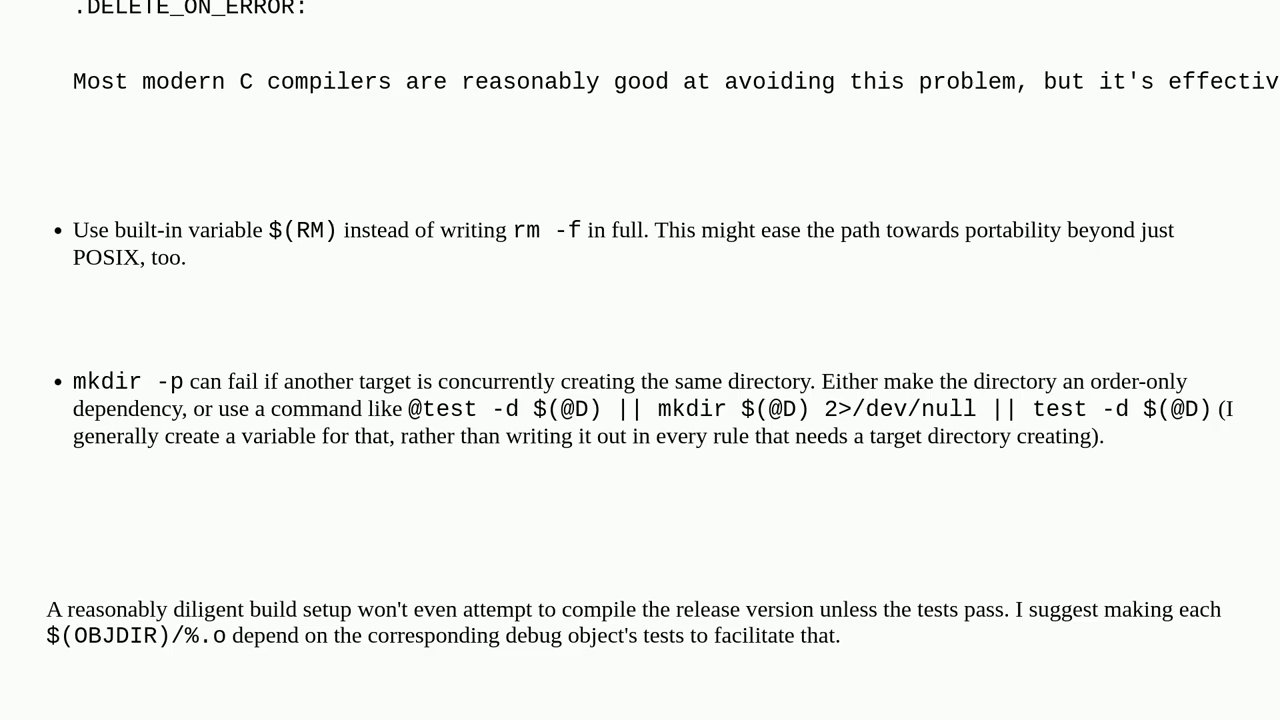 .DELETE_ON_ERROR:
Most modern C compilers are reasonably good at avoiding this problem, but it's effectiv
• Use built-in variable $(RM) instead of writing rm -f in full. This might ease the path towards portability beyond just
POSIX, too.
• mkdir -p can fail if another target is concurrently creating the same directory. Either make the directory an order-only
dependency, or use a command like @test -d $(@D) || mkdir $(@D) 2>/dev/null || test -d $(@D) (I
generally create a variable for that, rather than writing it out in every rule that needs a target directory creating).
A reasonably diligent build setup won't even attempt to compile the release version unless the tests pass. I suggest making each
$(OBJDIR)/%.o depend on the corresponding debug object's tests to facilitate that.